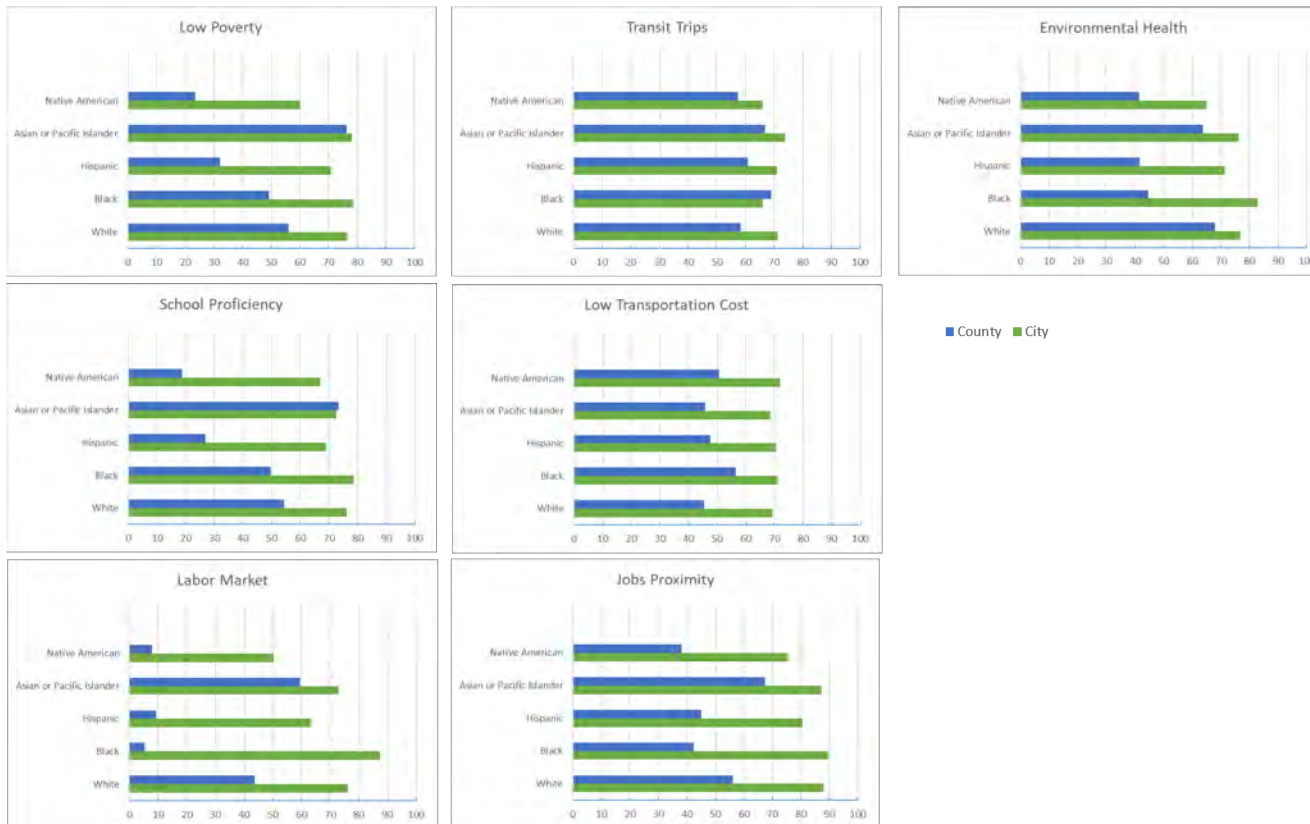 Low Poverty
Native American
Asian or Pacific Islander
Hispanic
Black
White
0 10 20 30 40 50 60 70 80 90 100
Transit Trips
Native American
Asian or Pacific Islander
Hispanic
Black
White
0 10 20 30 40 50 60 70 80 90 100
Environmental Health
Native American
Asian or Pacific Islander
Hispanic
Black
White
0 10 20 30 40 50 60 70 80 90 100
School Proficiency
Native American
Asian or Pacific Islander
Hispanic
Black
White
0 10 20 30 40 50 60 70 80 90 100
Low Transportation Cost
Native American
Asian or Pacific Islander
Hispanic
Black
White
0 10 20 30 40 50 60 70 80 90 100
County City
Labor Market
Native American
Asian or Pacific Islander
Hispanic
Black
White
0 10 20 30 40 50 60 70 80 90 100
Jobs Proximity
Native American
Asian or Pacific Islander
Hispanic
Black
White
0 10 20 30 40 50 60 70 80 90 100